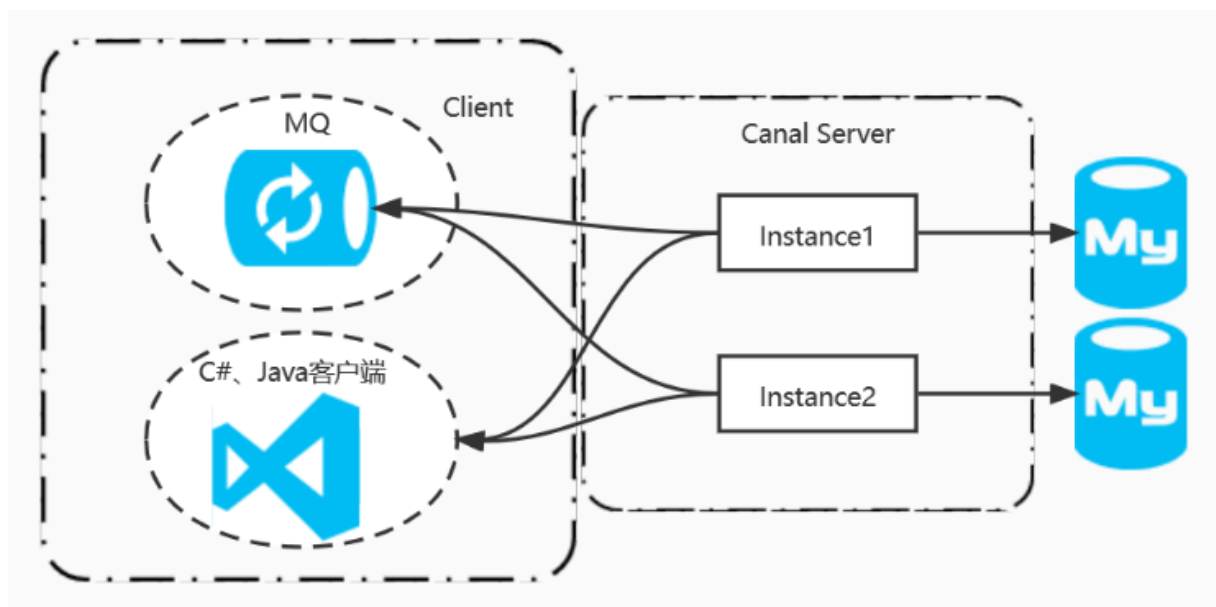 Client
MQ
Canal Server
Instance1
My
C#、Java客户端
Instance2
My